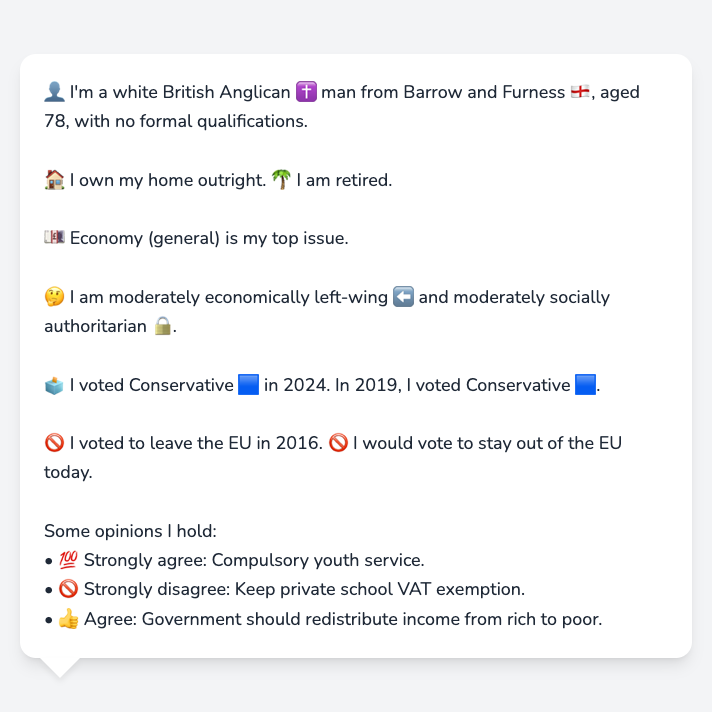 👤 I'm a white British Anglican ✝️ man from Barrow and Furness 🏴󠁧󠁢󠁥󠁮󠁧󠁿, aged
78, with no formal qualifications.
🏠 I own my home outright. 🌴 I am retired.
💷 Economy (general) is my top issue.
🤔 I am moderately economically left-wing ⬅️ and moderately socially
authoritarian 🔒.
🗳️ I voted Conservative 🟦 in 2024. In 2019, I voted Conservative 🟦.
🚫 I voted to leave the EU in 2016. 🚫 I would vote to stay out of the EU
today.
Some opinions I hold:
• 💯 Strongly agree: Compulsory youth service.
• 🚫 Strongly disagree: Keep private school VAT exemption.
• 👍 Agree: Government should redistribute income from rich to poor.